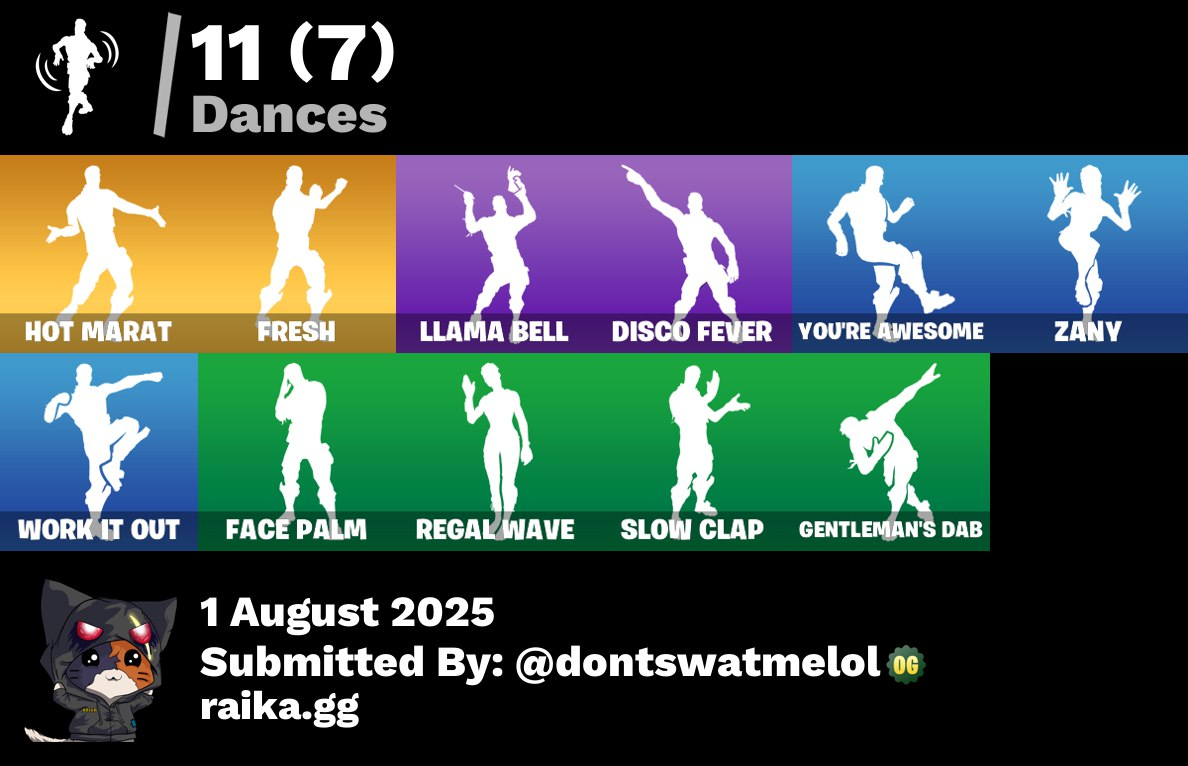 11 (7)
Dances
HOT MARAT
FRESH
LLAMA BELL
DISCO FEVER
YOU'RE AWESOME
ZANY
WORK IT OUT
FACE PALM
REGAL WAVE
SLOW CLAP
GENTLEMAN'S DAB
1 August 2025
Submitted By: @dontswatmelol OG
raika.gg